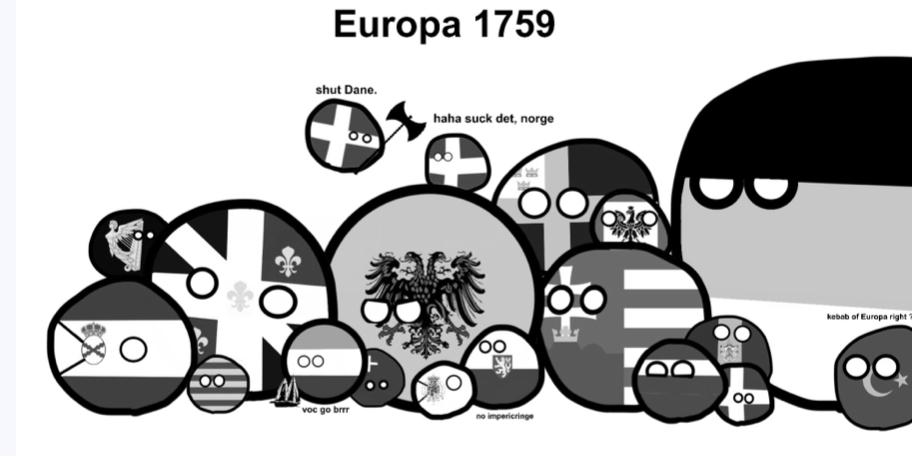 Europa 1759
shut Dane.
haha suck det, norge
kebab of Europa right ?
voc go brrr
no impericringe